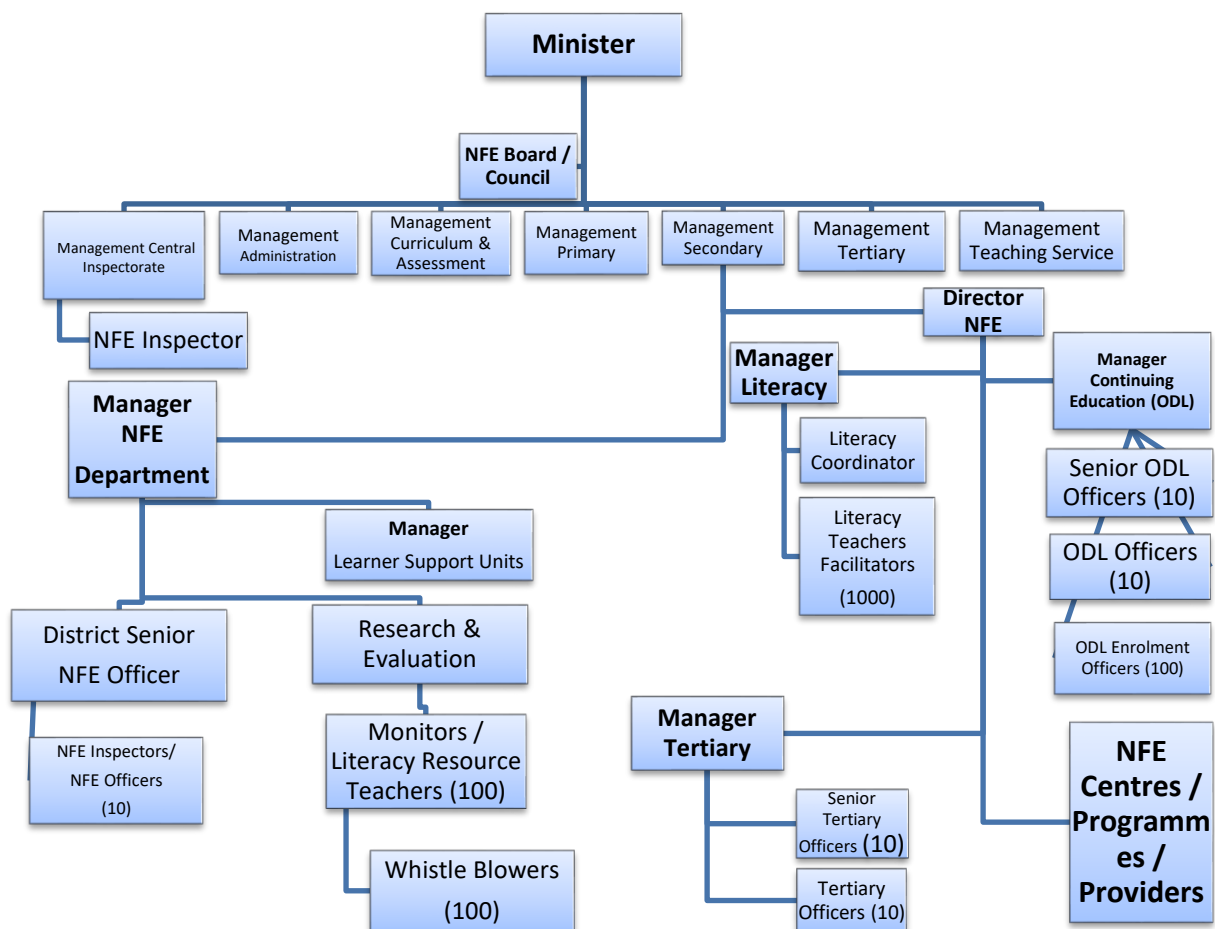 Minister
NFE Board /
Council
Management Central
Inspectorate
Management
Administration
Management
Curriculum &
Assessment
Management
Primary
Management
Secondary
Management
Tertiary
Management
Teaching Service
NFE Inspector
Director
NFE
Manager
NFE
Department
Manager
Literacy
Manager
Continuing
Education (ODL)
Literacy
Coordinator
Senior ODL
Officers (10)
Manager
Learner Support Units
Literacy
Teachers
Facilitators
(1000)
ODL Officers
(10)
District Senior
NFE Officer
Research &
Evaluation
ODL Enrolment
Officers (100)
NFE Inspectors/
NFE Officers
(10)
Monitors /
Literacy Resource
Teachers (100)
Manager
Tertiary
NFE
Centres /
Programm
es /
Providers
Whistle Blowers
(100)
Senior
Tertiary
Officers (10)
Tertiary
Officers (10)